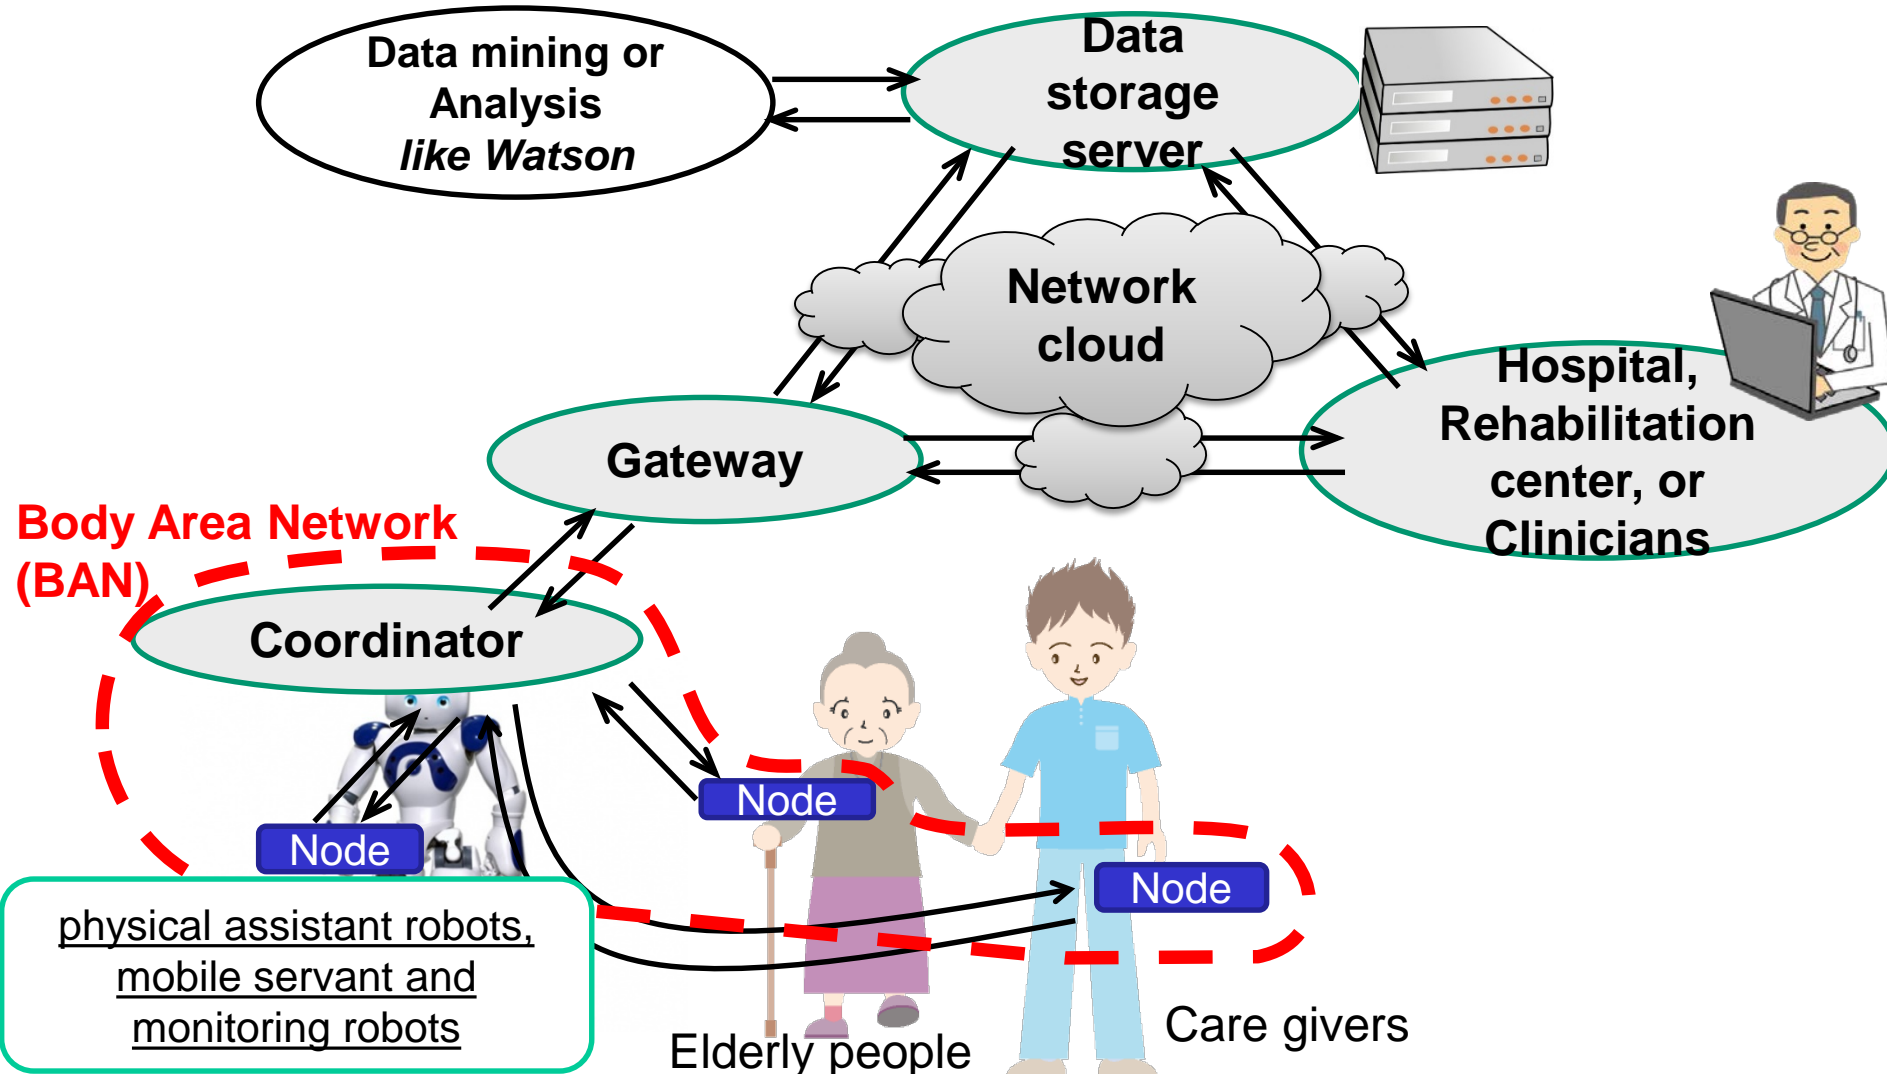 Data mining or
Analysis
like Watson
Data
storage
server
Network
cloud
Hospital,
Rehabilitation
center, or
Clinicians
Gateway
Body Area Network
(BAN)
Coordinator
Node
Node
Node
physical assistant robots,
mobile servant and
monitoring robots
Elderly people
Care givers